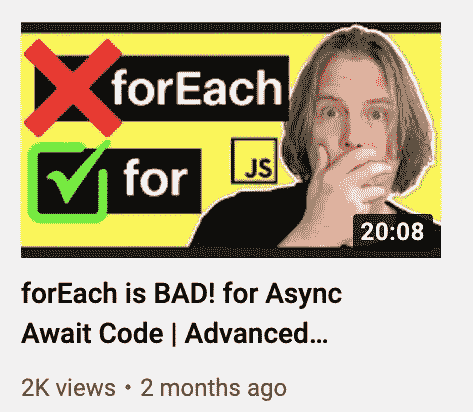 forEach
for
JS
20:08
forEach is BAD! for Async
Await Code | Advanced...
2K views • 2 months ago